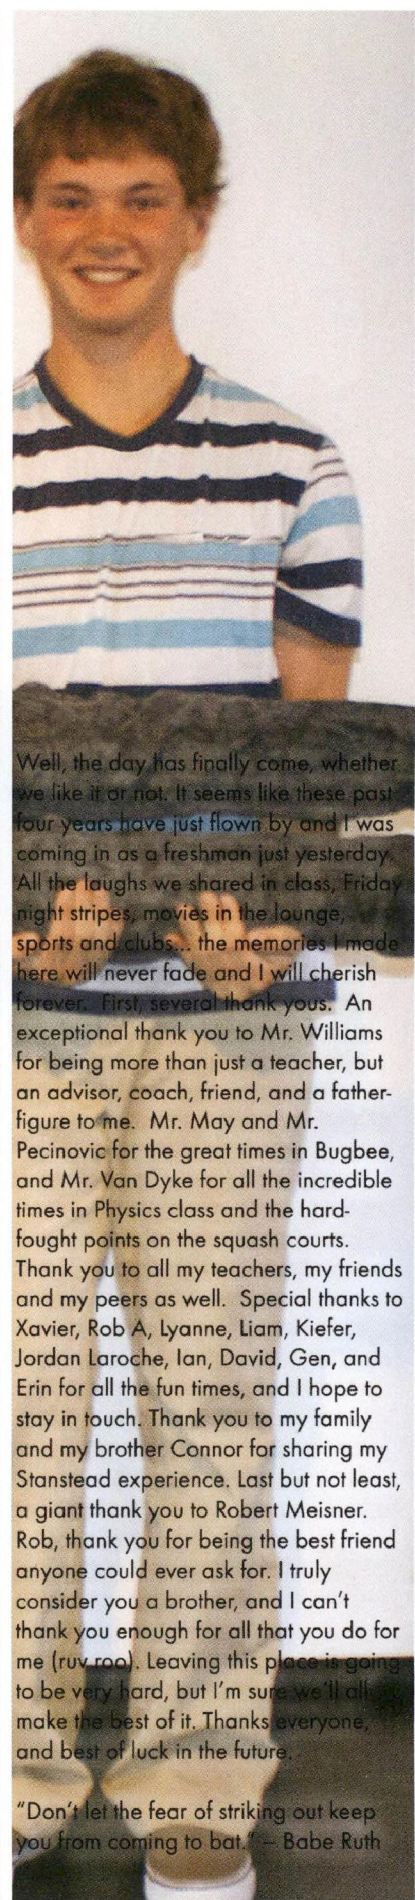 Well, the day has finally come, whether
we like it or not. It seems like these past
four years have just flown by and I was
coming in as a freshman just yesterday.
All the laughs we shared in class, Friday
night stripes, movies in the lounge,
sports and clubs... the memories I made
here will never fade and I will cherish
forever. First, several thank yous. An
exceptional thank you to Mr. Williams
for being more than just a teacher, but
an advisor, coach, friend, and a father-
figure to me. Mr. May and Mr.
Pecinovic for the great times in Bugbee,
and Mr. Van Dyke for all the incredible
times in Physics class and the hard-
fought points on the squash courts.
Thank you to all my teachers, my friends
and my peers as well. Special thanks to
Xavier, Rob A, Lyanne, Liam, Kiefer,
Jordan Laroche, Ian, David, Gen, and
Erin for all the fun times, and I hope to
stay in touch. Thank you to my family
and my brother Connor for sharing my
Stanstead experience. Last but not least,
a giant thank you to Robert Meisner.
Rob, thank you for being the best friend
anyone could ever ask for. I truly
consider you a brother, and I can't
thank you enough for all that you do for
me (ruv roo). Leaving this place is going
to be very hard, but I'm sure we'll all
make the best of it. Thanks everyone,
and best of luck in the future.
"Don't let the fear of striking out keep
you from coming to bat." – Babe Ruth